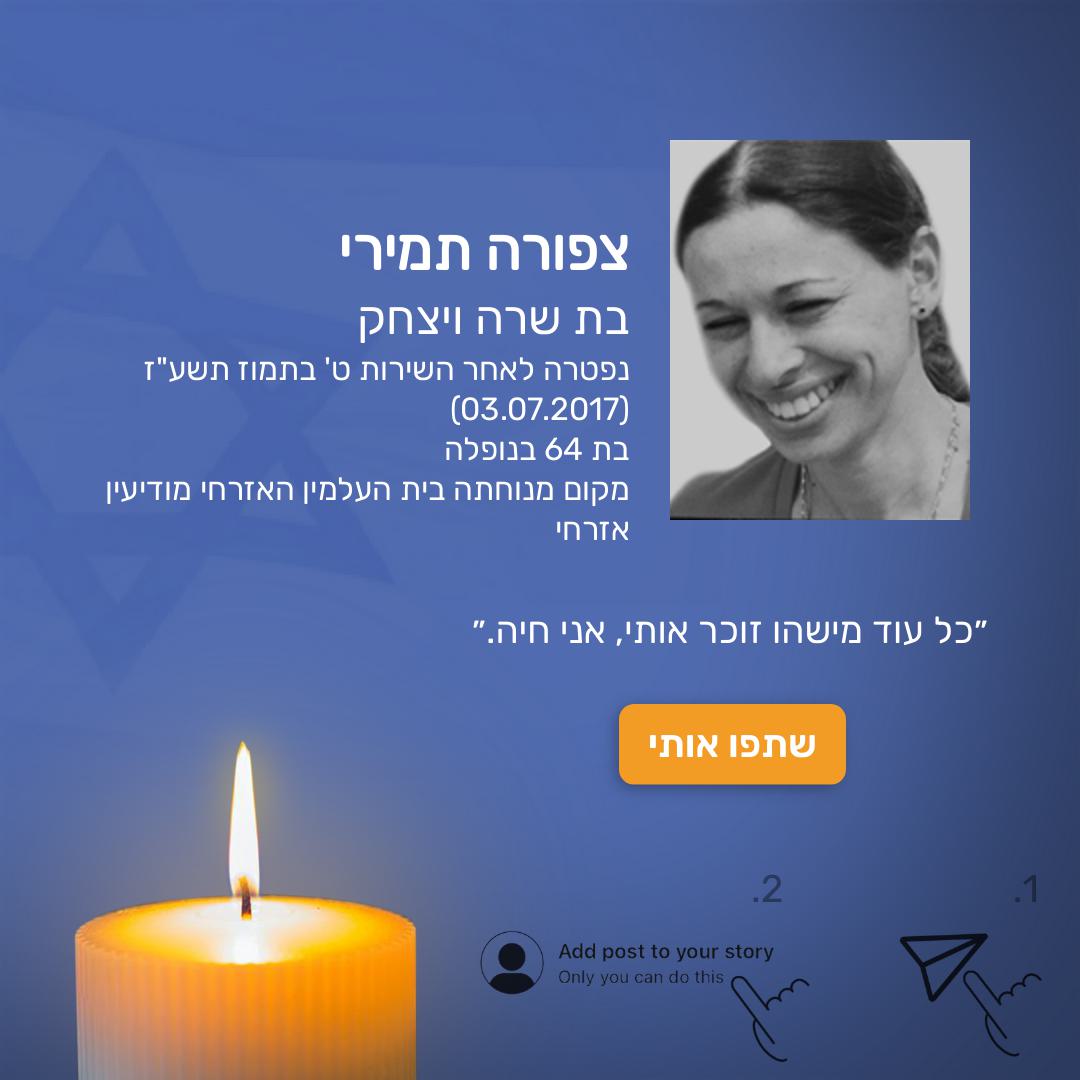 צפורה תמירי
בת שרה ויצחק
נפטרה לאחר השירות ט' בתמוז תשע"ז
(03.07.2017)
בת 64 בנופלה
מקום מנוחתה בית העלמין האזרחי מודיעין
אזרחי
״כל עוד מישהו זוכר אותי, אני חיה.״
שתפו אותי
1.
2.
Add post to your story
Only you can do this